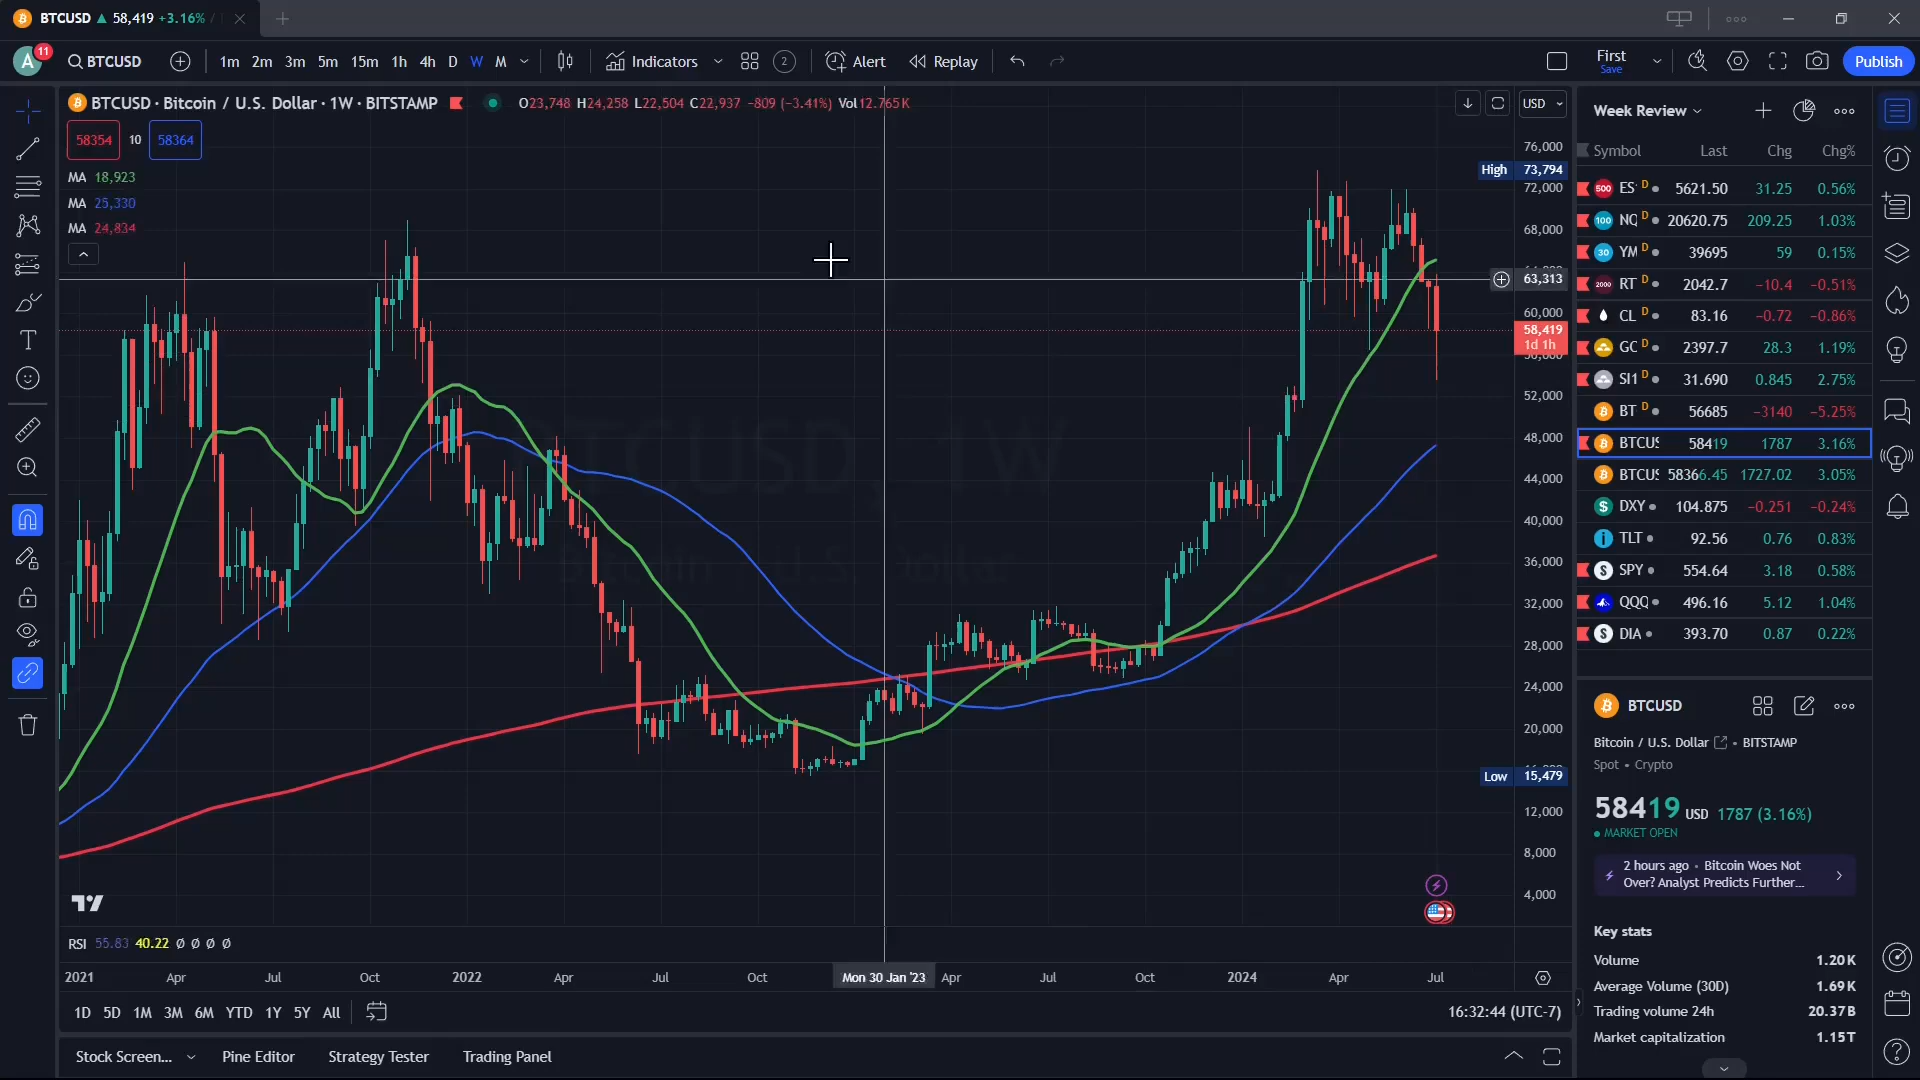 BTCUSD ▲ 58,419 +3.16% /
A 11
BTCUSD 1m 2m 3m 5m 15m 1h 4h D W M Indicators 2 Alert Replay First Save Publish
BTCUSD · Bitcoin / U.S. Dollar · 1W · BITSTAMP O23,748 H24,258 L22,504 C22,937 −809 (−3.41%) Vol12.765K
58354 10 58364
MA 18,923
MA 25,330
MA 24,834
BTCUSD, 1W
Bitcoin / U.S. Dollar
USD
76,000
High 73,794
72,000
68,000
63,313
60,000
58,419
1d 1h
56,000
52,000
48,000
44,000
40,000
36,000
32,000
28,000
24,000
20,000
Low 15,479
12,000
8,000
4,000
RSI 55.83 40.22 Ø Ø Ø Ø
2021 Apr Jul Oct 2022 Apr Jul Oct Mon 30 Jan '23 Apr Jul Oct 2024 Apr Jul
1D 5D 1M 3M 6M YTD 1Y 5Y All
16:32:44 (UTC-7)
Stock Screen... Pine Editor Strategy Tester Trading Panel
Week Review
Symbol Last Chg Chg%
500 ES D 5621.50 31.25 0.56%
100 NQ D 20620.75 209.25 1.03%
30 YM D 39695 59 0.15%
2000 RT D 2042.7 −10.4 −0.51%
CL D 83.16 −0.72 −0.86%
GC D 2397.7 28.3 1.19%
SI1 D 31.690 0.845 2.75%
BT D 56685 −3140 −5.25%
BTCUS 58419 1787 3.16%
BTCUS 58366.45 1727.02 3.05%
DXY 104.875 −0.251 −0.24%
TLT 92.56 0.76 0.83%
SPY 554.64 3.18 0.58%
QQQ 496.16 5.12 1.04%
DIA 393.70 0.87 0.22%
BTCUSD
Bitcoin / U.S. Dollar • BITSTAMP
Spot • Crypto
58419 USD 1787 (3.16%)
MARKET OPEN
2 hours ago • Bitcoin Woes Not
Over? Analyst Predicts Further...
Key stats
Volume 1.20K
Average Volume (30D) 1.69K
Trading volume 24h 20.37B
Market capitalization 1.15T